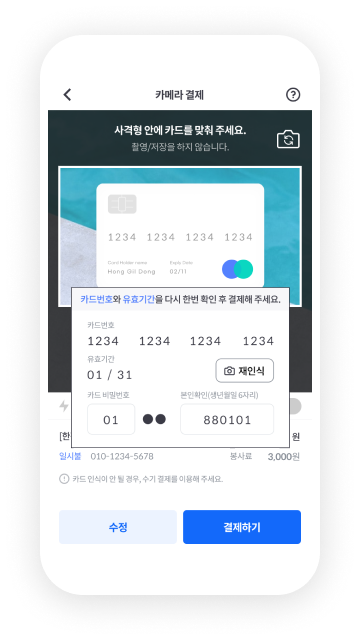 카메라 결제
사각형 안에 카드를 맞춰 주세요.
촬영/저장을 하지 않습니다.
1234 1234 1234 1234
Card Holder name Expiry Date
Hong Gil Dong 02/11
카드번호와 유효기간을 다시 한번 확인 후 결제해 주세요.
카드번호
1234 1234 1234 1234
유효기간
01 / 31
재인식
카드 비밀번호 본인확인(생년월일 6자리)
01 880101
[한 원
일시불 010-1234-5678 봉사료 3,000원
카드 인식이 안 될 경우, 수기 결제를 이용해 주세요.
수정 결제하기